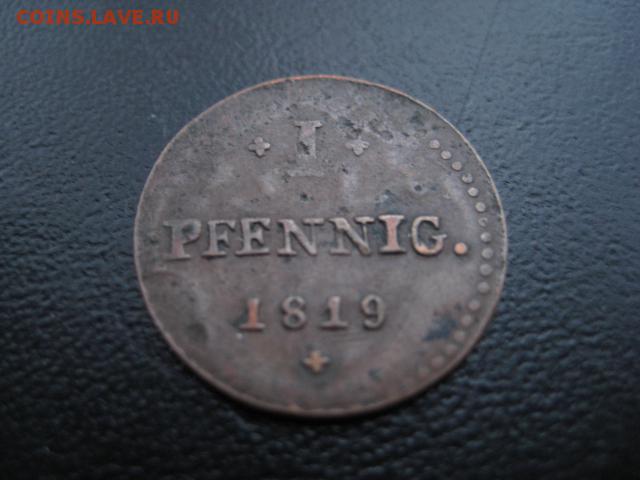 COINS.LAVE.RU
I
PFENNIG.
1819